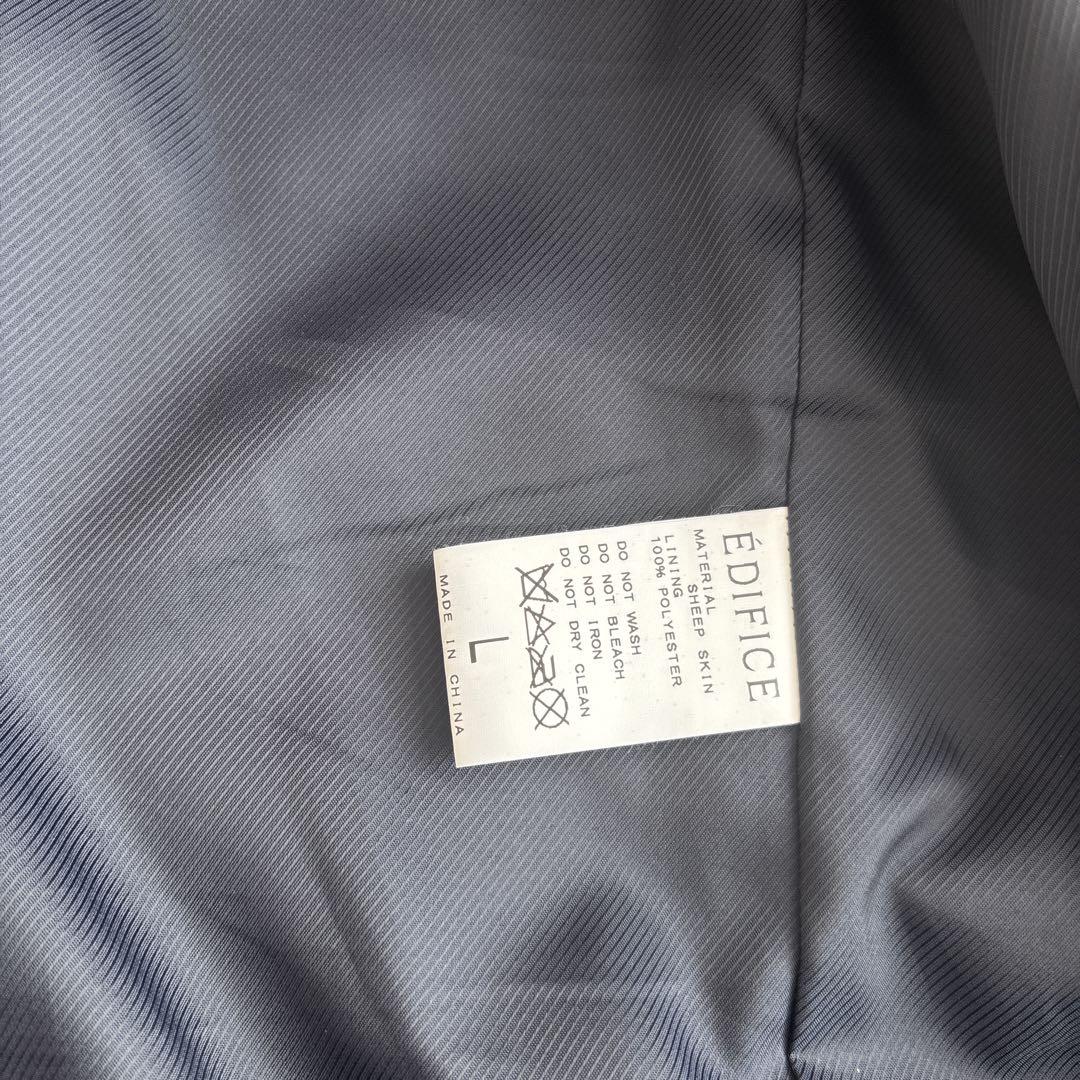 ÉDIFICE
MATERIAL
SHEEP SKIN
LINING
100% POLYESTER
DO NOT WASH
DO NOT BLEACH
DO NOT IRON
DO NOT DRY CLEAN
L
MADE IN CHINA